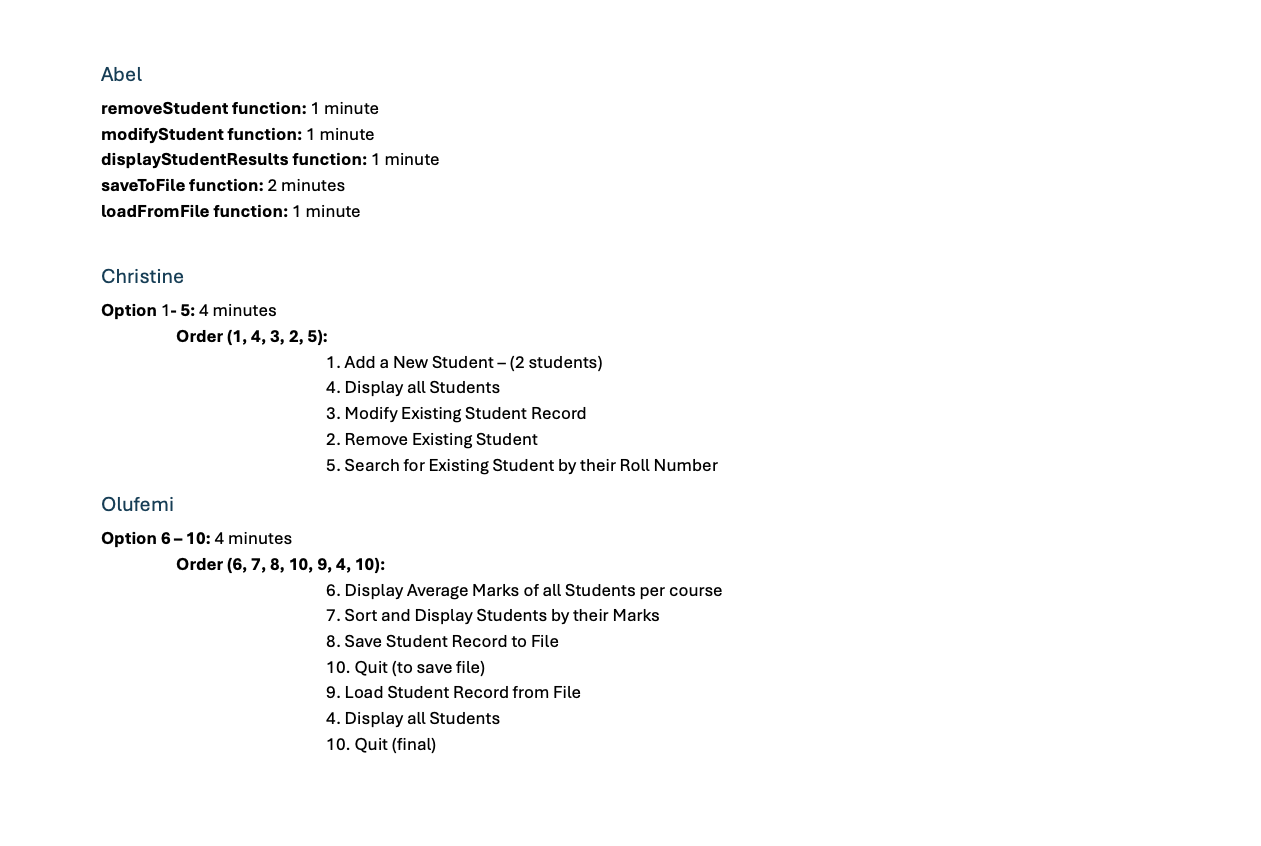 Abel
removeStudent function: 1 minute
modifyStudent function: 1 minute
displayStudentResults function: 1 minute
saveToFile function: 2 minutes
loadFromFile function: 1 minute
Christine
Option 1- 5: 4 minutes
Order (1, 4, 3, 2, 5):
1. Add a New Student – (2 students)
4. Display all Students
3. Modify Existing Student Record
2. Remove Existing Student
5. Search for Existing Student by their Roll Number
Olufemi
Option 6 – 10: 4 minutes
Order (6, 7, 8, 10, 9, 4, 10):
6. Display Average Marks of all Students per course
7. Sort and Display Students by their Marks
8. Save Student Record to File
10. Quit (to save file)
9. Load Student Record from File
4. Display all Students
10. Quit (final)